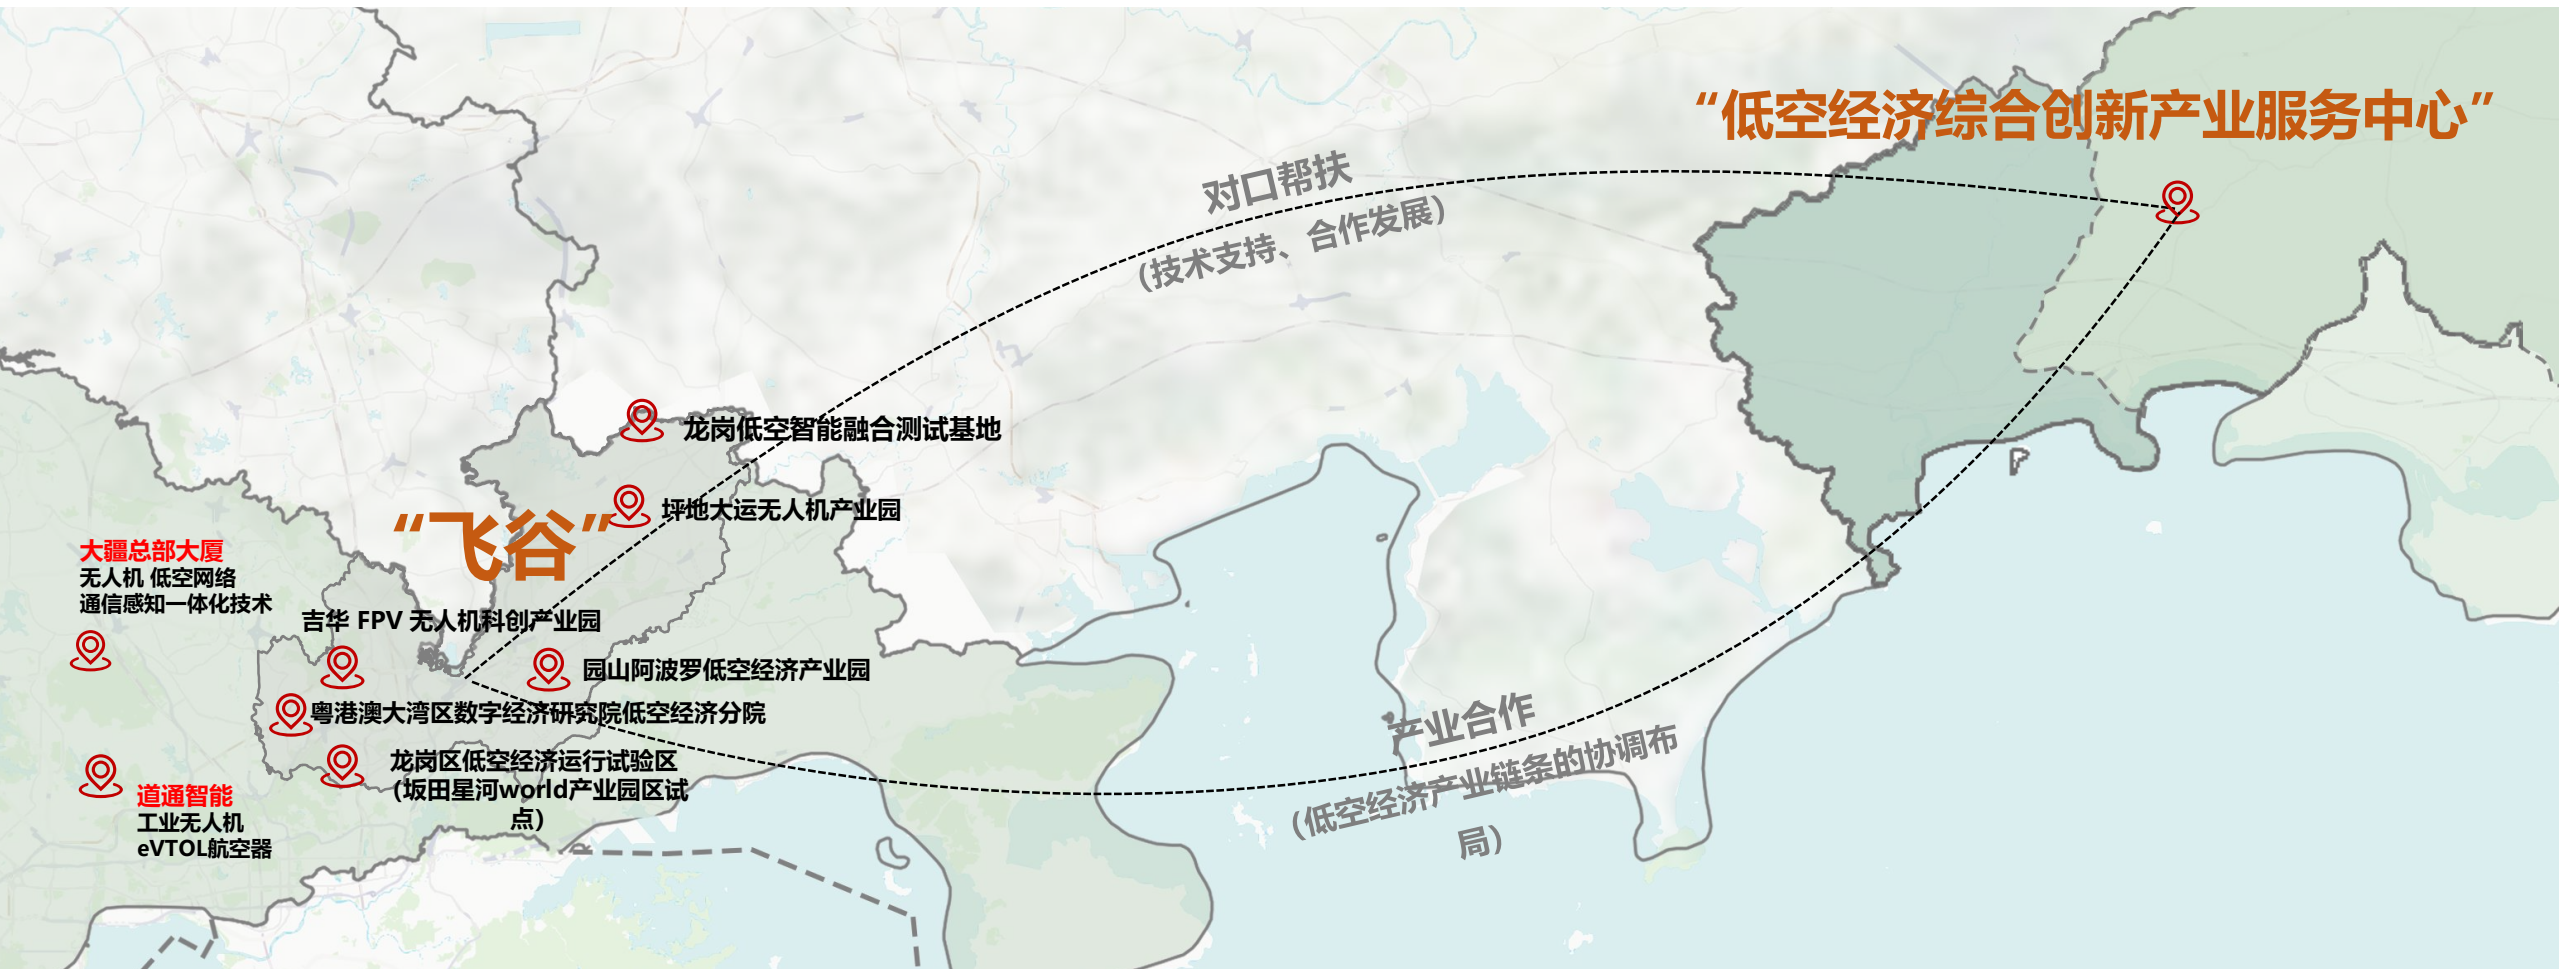 “低空经济综合创新产业服务中心”
对口帮扶
（技术支持、合作发展）
龙岗低空智能融合测试基地
坪地大运无人机产业园
“飞谷”
大疆总部大厦
无人机 低空网络
通信感知一体化技术
吉华 FPV 无人机科创产业园
园山阿波罗低空经济产业园
粤港澳大湾区数字经济研究院低空经济分院
龙岗区低空经济运行试验区
（坂田星河world产业园区试
点）
道通智能
工业无人机
eVTOL航空器
产业合作
（低空经济产业链条的协调布
局）